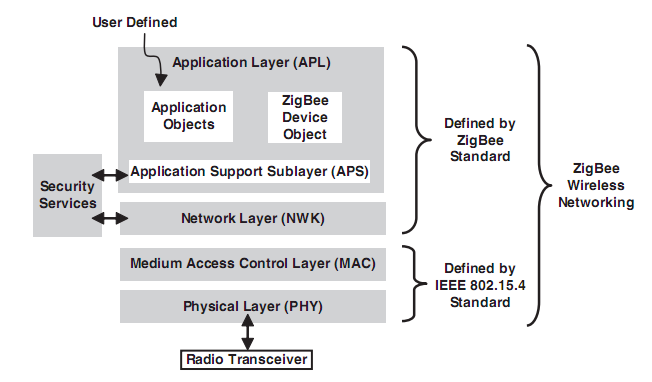 User Defined
Application Layer (APL)
Application
Objects
ZigBee
Device
Object
Application Support Sublayer (APS)
Security
Services
Network Layer (NWK)
Medium Access Control Layer (MAC)
Physical Layer (PHY)
Radio Transceiver
Defined by
ZigBee
Standard
Defined by
IEEE 802.15.4
Standard
ZigBee
Wireless
Networking